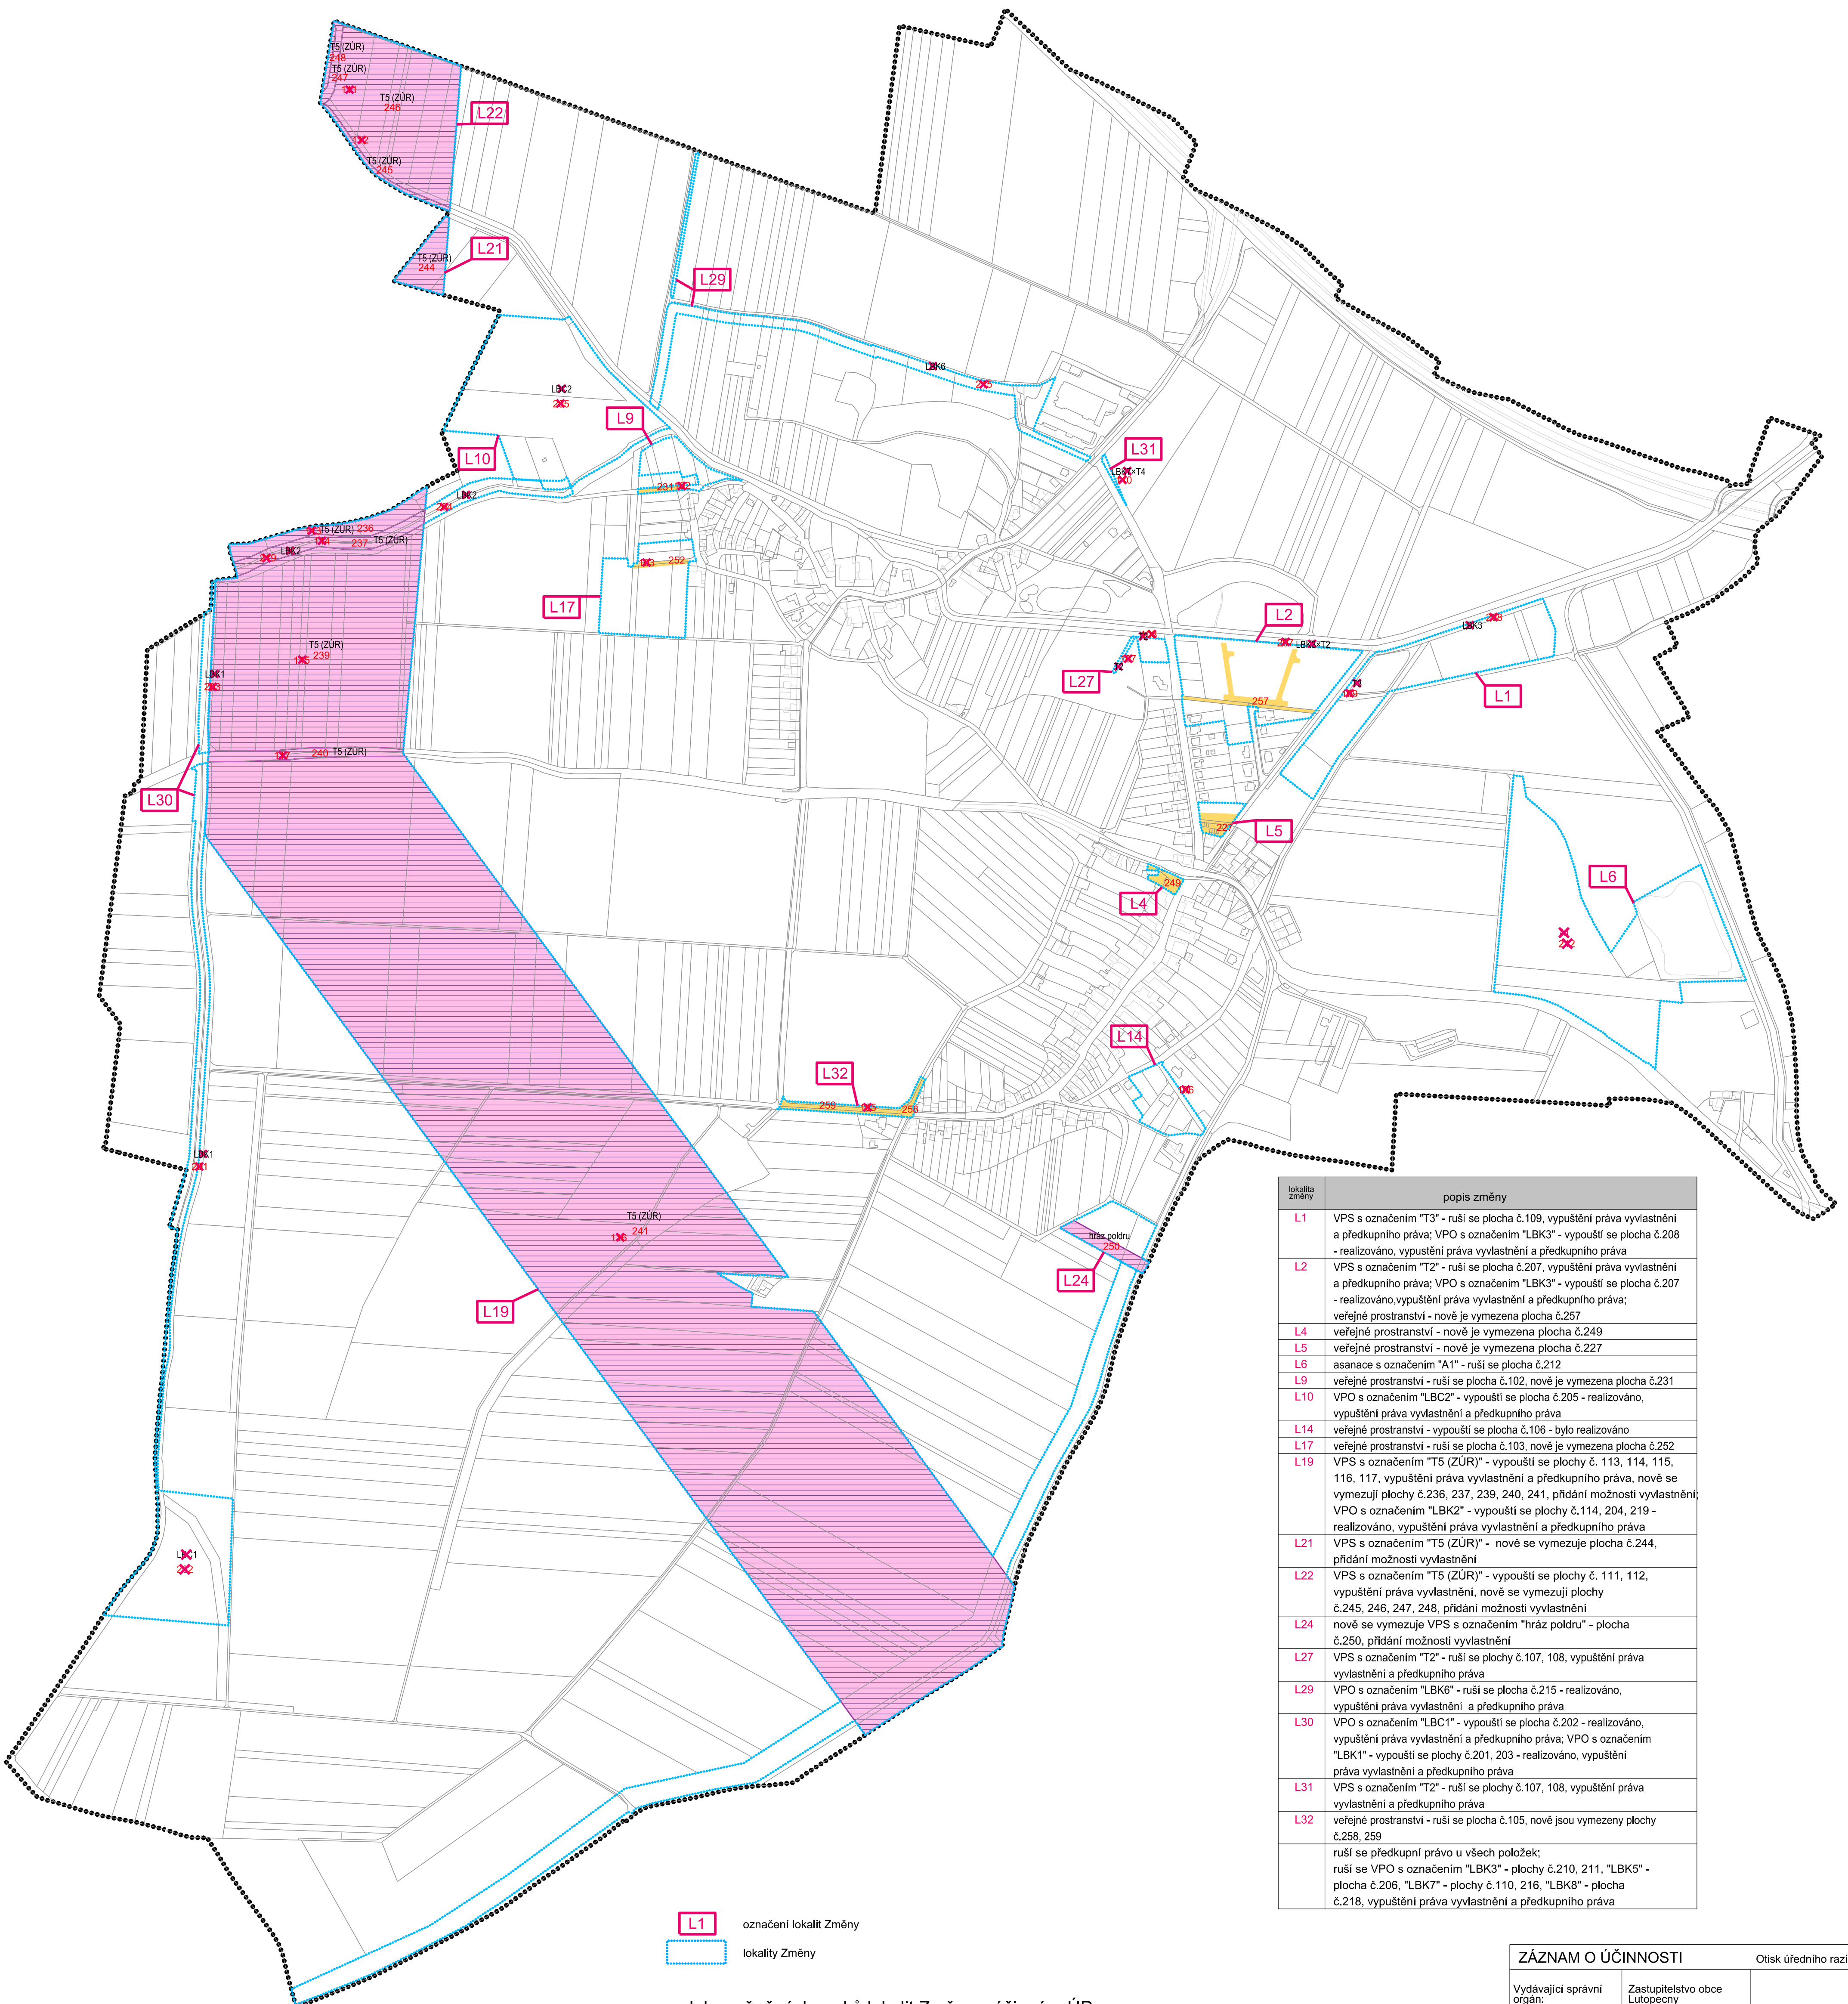 T5 (ZÚR)
248
T5 (ZÚR)
247
T5 (ZÚR)
246
T5 (ZÚR)
245
L22
T5 (ZÚR)
244
L21
L29
LBC2
205
L9
L10
LBK6
215
L31
LBK7×T4
231
LBK2
T5 (ZÚR) 236
237 T5 (ZÚR)
LBK2
252
L17
L2
LBK3
LBK3×T2
L27
257
L1
T5 (ZÚR)
239
LBK1
203
240 T5 (ZÚR)
L30
227
L5
249
L4
L6
L14
106
L32
259
258
LBK1
201
T5 (ZÚR)
241
hráz poldru
250
L24
L19
LBC1
202
lokalita změny
popis změny
L1 VPS s označením "T3" - ruší se plocha č.109, vypuštění práva vyvlastnění
a předkupního práva; VPO s označením "LBK3" - vypouští se plocha č.208
- realizováno, vypustění práva vyvlastnění a předkupního práva
L2 VPS s označením "T2" - ruší se plocha č.207, vypuštění práva vyvlastnění
a předkupního práva; VPO s označením "LBK3" - vypouští se plocha č.207
- realizováno,vypuštění práva vyvlastnění a předkupního práva;
veřejné prostranství - nově je vymezena plocha č.257
L4 veřejné prostranství - nově je vymezena plocha č.249
L5 veřejné prostranství - nově je vymezena plocha č.227
L6 asanace s označením "A1" - ruší se plocha č.212
L9 veřejné prostranství - ruší se plocha č.102, nově je vymezena plocha č.231
L10 VPO s označením "LBC2" - vypouští se plocha č.205 - realizováno,
vypuštění práva vyvlastnění a předkupního práva
L14 veřejné prostranství - vypouští se plocha č.106 - bylo realizováno
L17 veřejné prostranství - ruší se plocha č.103, nově je vymezena plocha č.252
L19 VPS s označením "T5 (ZÚR)" - vypouští se plochy č. 113, 114, 115,
116, 117, vypuštění práva vyvlastnění a předkupního práva, nově se
vymezují plochy č.236, 237, 239, 240, 241, přidání možnosti vyvlastnění;
VPO s označením "LBK2" - vypouští se plochy č.114, 204, 219 -
realizováno, vypuštění práva vyvlastnění a předkupního práva
L21 VPS s označením "T5 (ZÚR)" - nově se vymezuje plocha č.244,
přidání možnosti vyvlastnění
L22 VPS s označením "T5 (ZÚR)" - vypouští se plochy č. 111, 112,
vypuštění práva vyvlastnění, nově se vymezují plochy
č.245, 246, 247, 248, přidání možnosti vyvlastnění
L24 nově se vymezuje VPS s označením "hráz poldru" - plocha
č.250, přidání možnosti vyvlastnění
L27 VPS s označením "T2" - ruší se plochy č.107, 108, vypuštění práva
vyvlastnění a předkupního práva
L29 VPO s označením "LBK6" - ruší se plocha č.215 - realizováno,
vypuštění práva vyvlastnění a předkupního práva
L30 VPO s označením "LBC1" - vypouští se plocha č.202 - realizováno,
vypuštění práva vyvlastnění a předkupního práva; VPO s označením
"LBK1" - vypouští se plochy č.201, 203 - realizováno, vypuštění
práva vyvlastnění a předkupního práva
L31 VPS s označením "T2" - ruší se plochy č.107, 108, vypuštění práva
vyvlastnění a předkupního práva
L32 veřejné prostranství - ruší se plocha č.105, nově jsou vymezeny plochy
č.258, 259
ruší se předkupní právo u všech položek;
ruší se VPO s označením "LBK3" - plochy č.210, 211, "LBK5" -
plocha č.206, "LBK7" - plochy č.110, 216, "LBK8" - plocha
č.218, vypuštění práva vyvlastnění a předkupního práva
L1 označení lokalit Změny
lokality Změny
ZÁZNAM O ÚČINNOSTI Otisk úředního razí
Vydávající správní orgán:
Zastupitelstvo obce Lutopecny